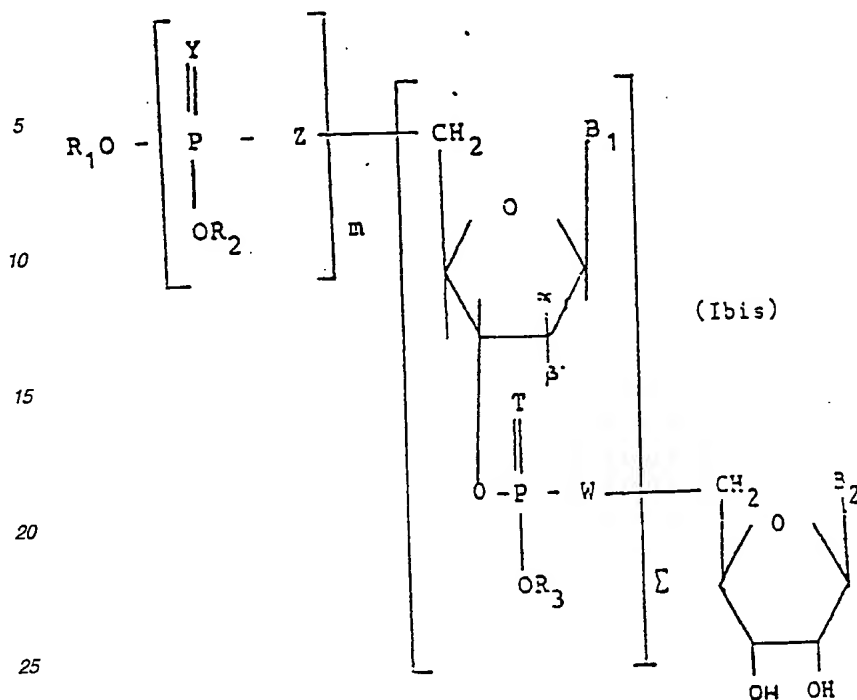 Y
5
R₁O - P - Z CH₂ B₁
OR₂ m
O
10
α
(Ibis)
β
15
T
O-P-W CH₂ B₂
20
O
OR₃ Σ
25
OH OH